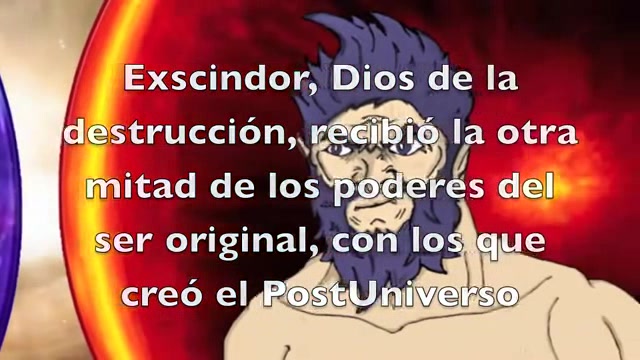 Exscindor, Dios de la
destrucción, recibió la otra
mitad de los poderes del
ser original, con los que
creó el PostUniverso